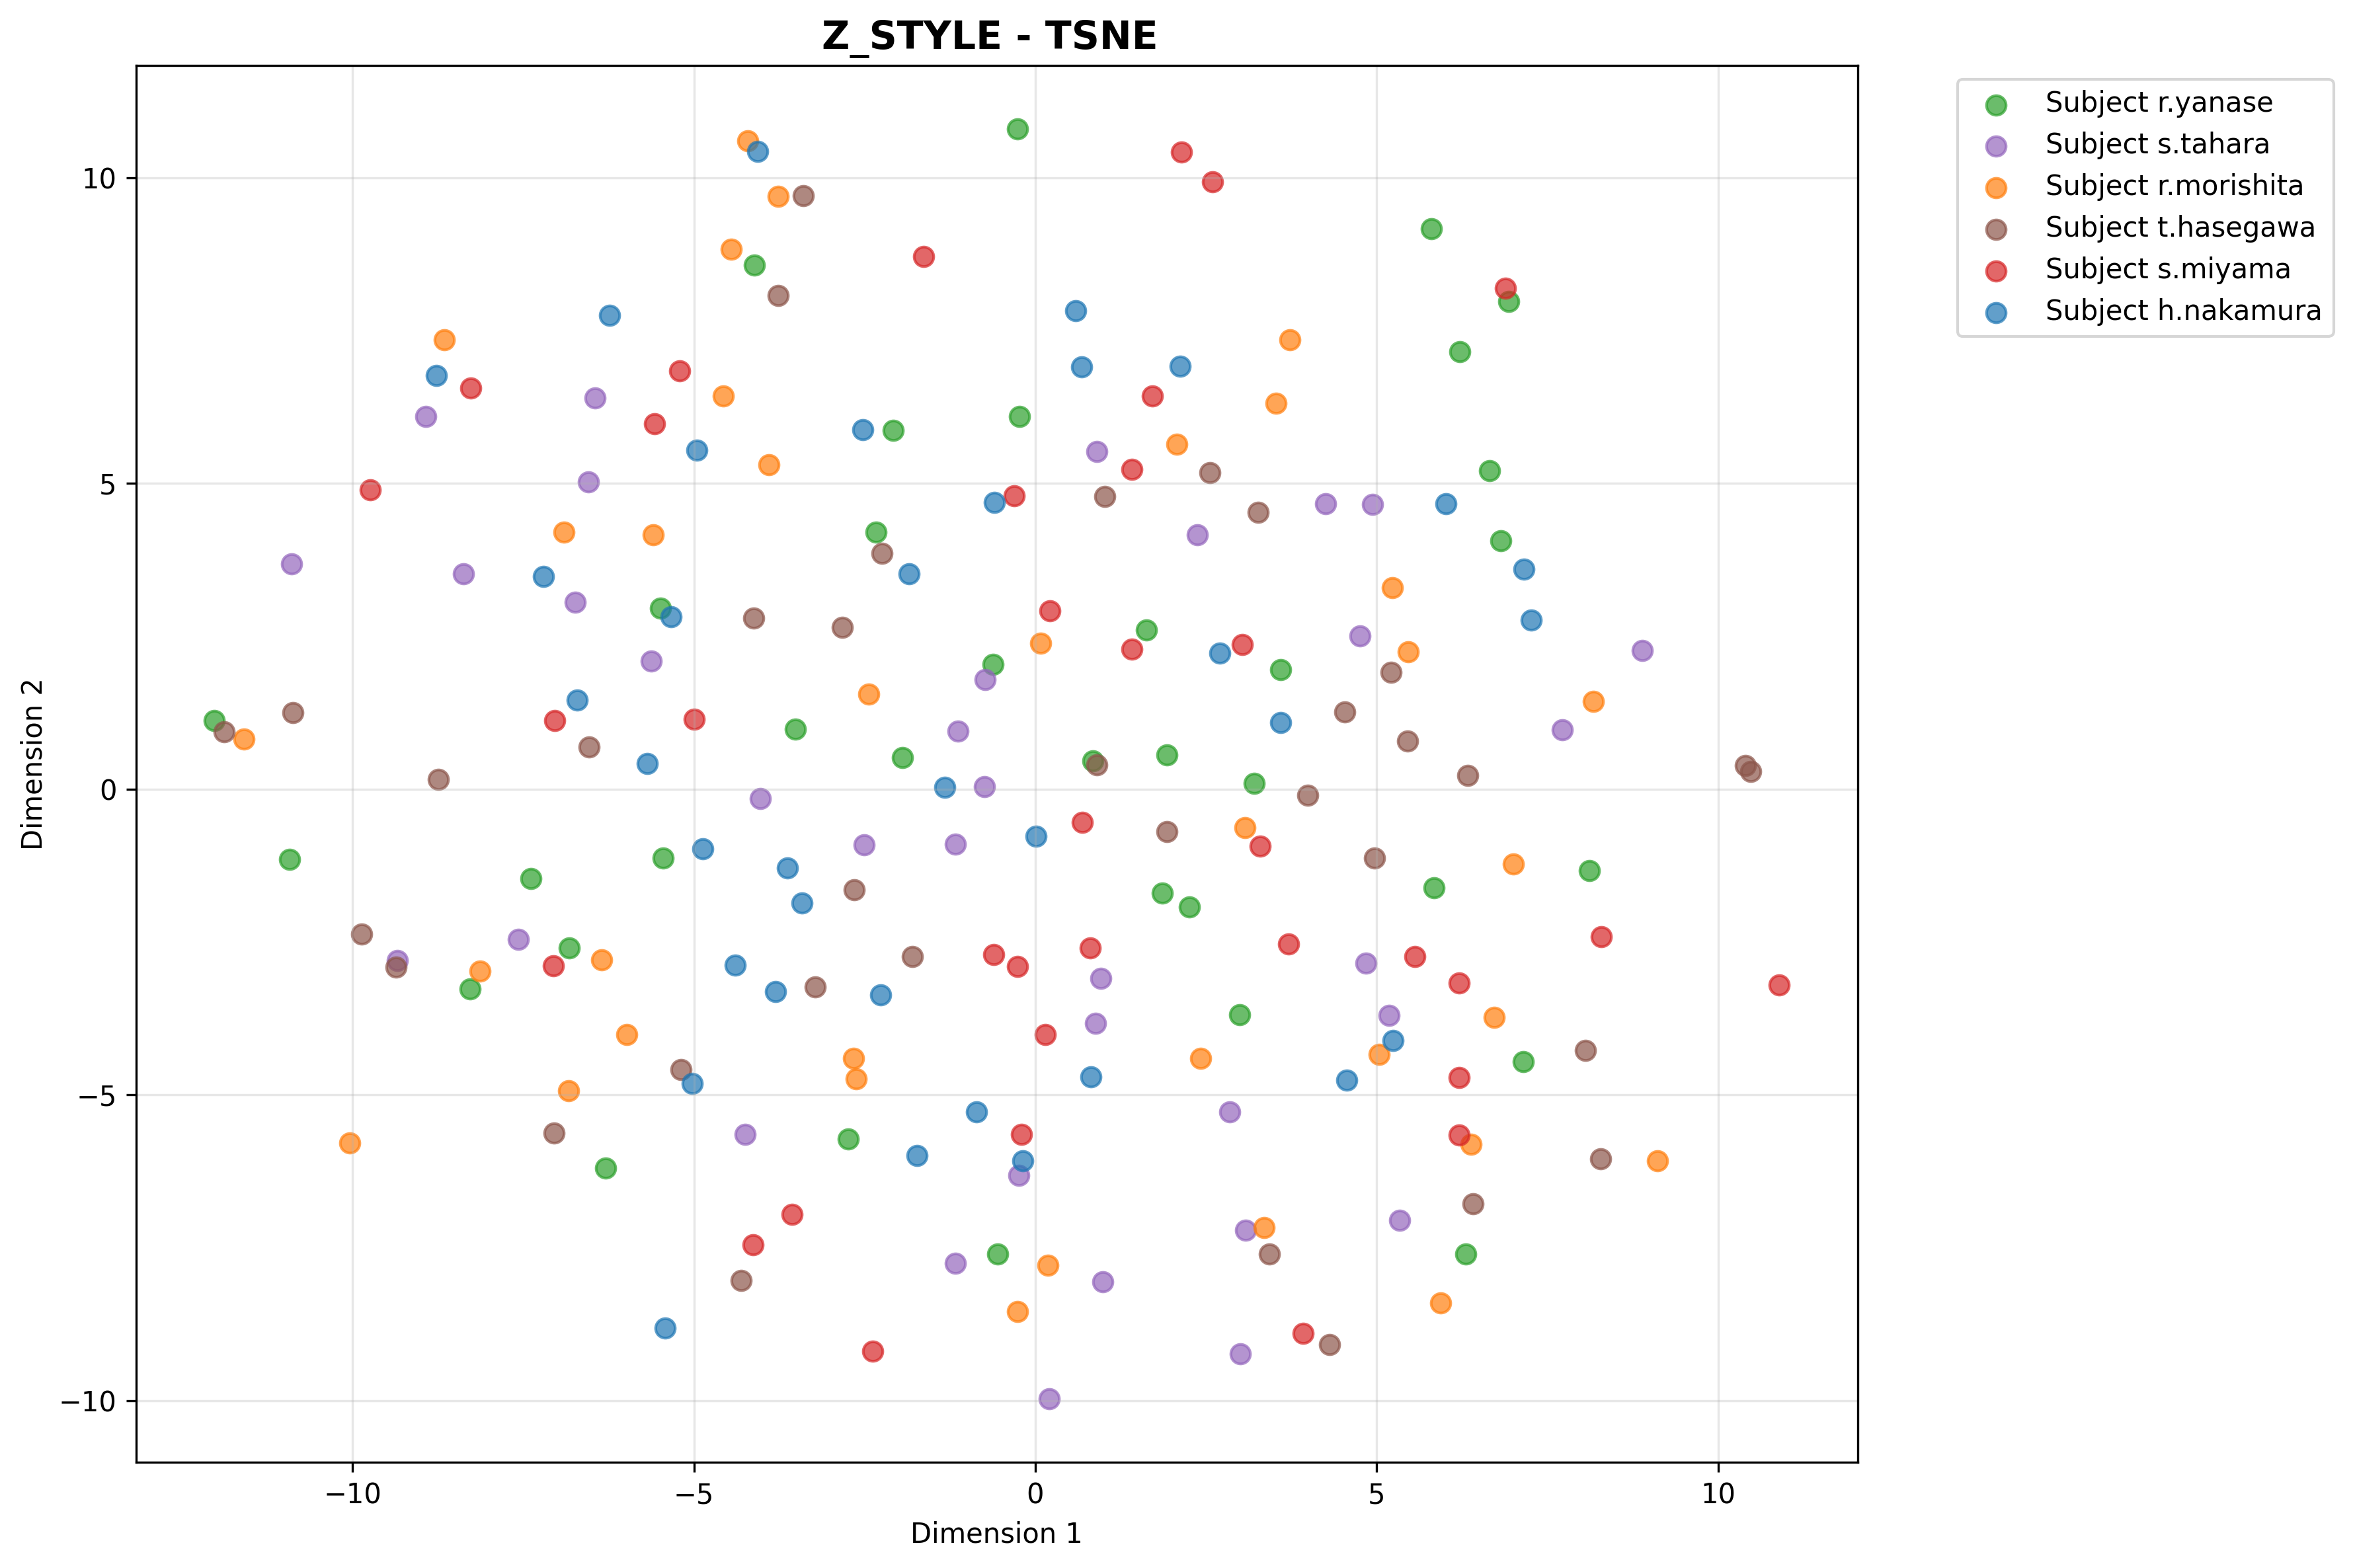 Z_STYLE - TSNE
Subject r.yanase
Subject s.tahara
Subject r.morishita
Subject t.hasegawa
Subject s.miyama
Subject h.nakamura
Dimension 2
10
5
0
−5
−10
−10
−5
0
5
10
Dimension 1